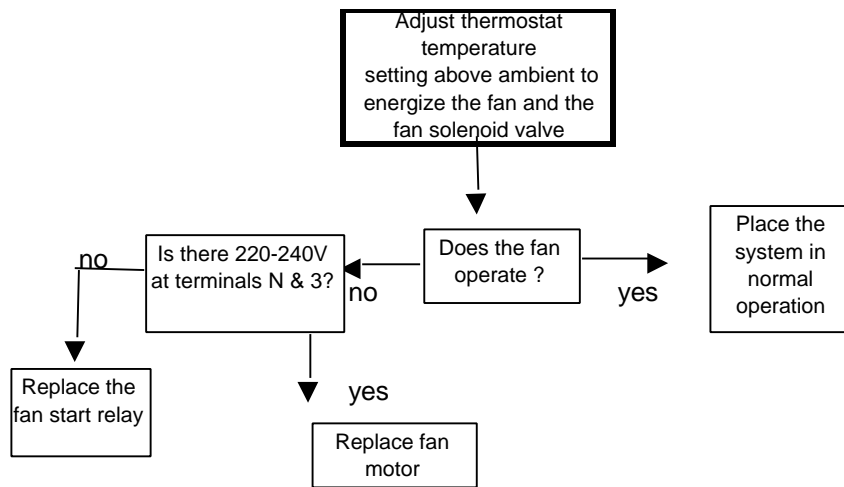 Adjust thermostat
temperature
setting above ambient to
energize the fan and the
fan solenoid valve
Does the fan
operate ?
yes
Place the
system in
normal
operation
no
Is there 220-240V
at terminals N & 3?
no
Replace the
fan start relay
yes
Replace fan
motor